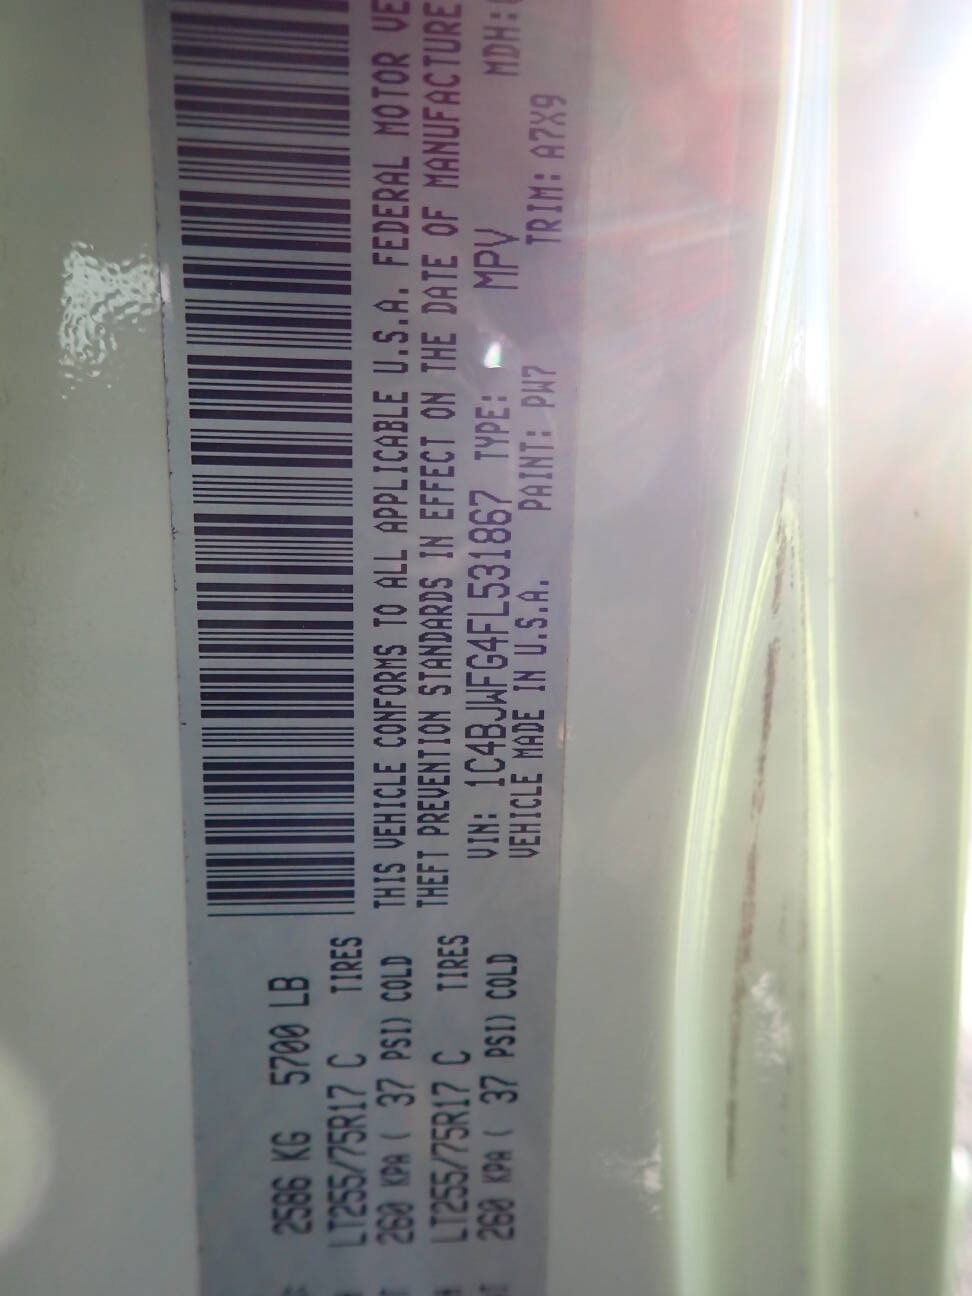 2586 KG 5700 LB
LT255/75R17 C TIRES
260 KPA ( 37 PSI) COLD
LT255/75R17 C TIRES
260 KPA ( 37 PSI) COLD
THIS VEHICLE CONFORMS TO ALL APPLICABLE U.S.A. FEDERAL MOTOR VE
THEFT PREVENTION STANDARDS IN EFFECT ON THE DATE OF MANUFACTURE
VIN: 1C4BJWFG4FL531867 TYPE: MPV MDH:
VEHICLE MADE IN U.S.A. PAINT: PW7 TRIM: A7X9